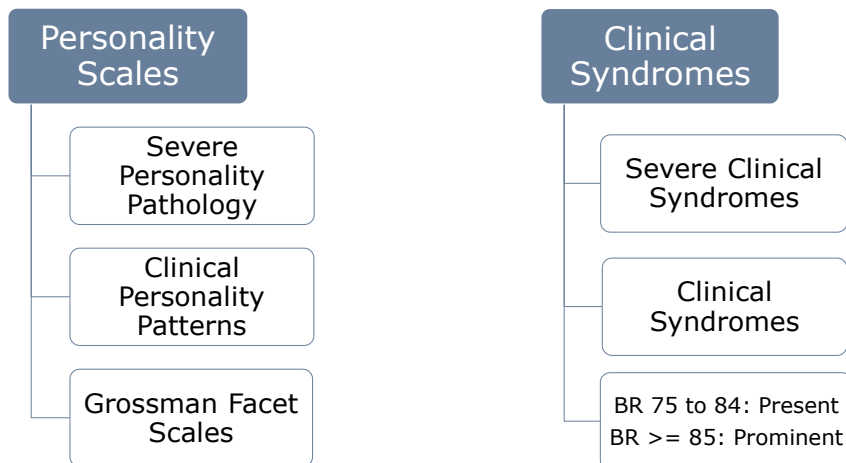 Personality
Scales
Severe
Personality
Pathology
Clinical
Personality
Patterns
Grossman Facet
Scales
Clinical
Syndromes
Severe Clinical
Syndromes
Clinical
Syndromes
BR 75 to 84: Present
BR >= 85: Prominent